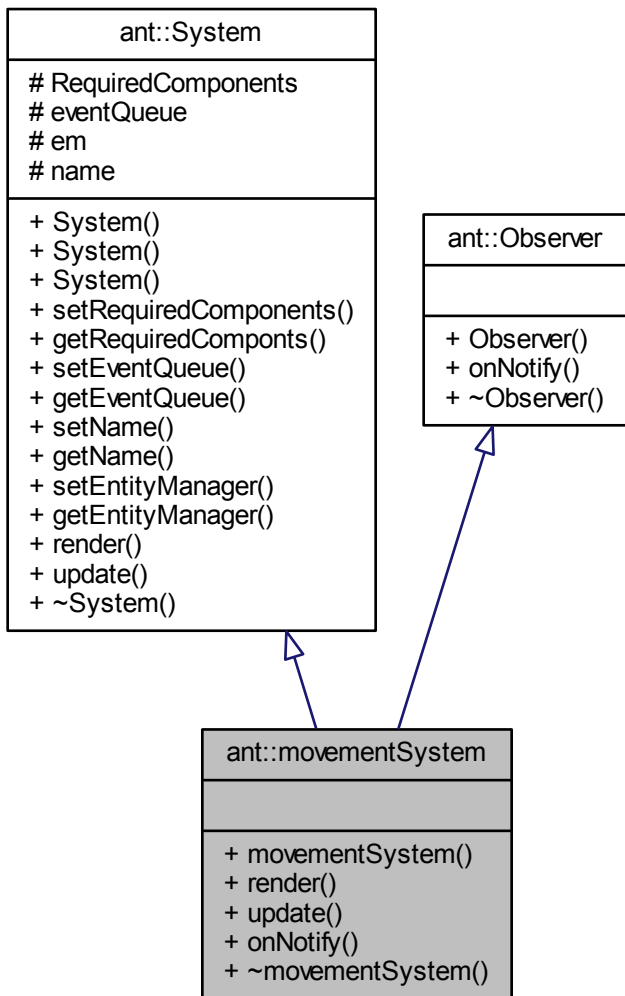 ant::System
# RequiredComponents
# eventQueue
# em
# name
+ System()
+ System()
+ System()
+ setRequiredComponents()
+ getRequiredComponts()
+ setEventQueue()
+ getEventQueue()
+ setName()
+ getName()
+ setEntityManager()
+ getEntityManager()
+ render()
+ update()
+ ~System()
ant::Observer
+ Observer()
+ onNotify()
+ ~Observer()
ant::movementSystem
+ movementSystem()
+ render()
+ update()
+ onNotify()
+ ~movementSystem()